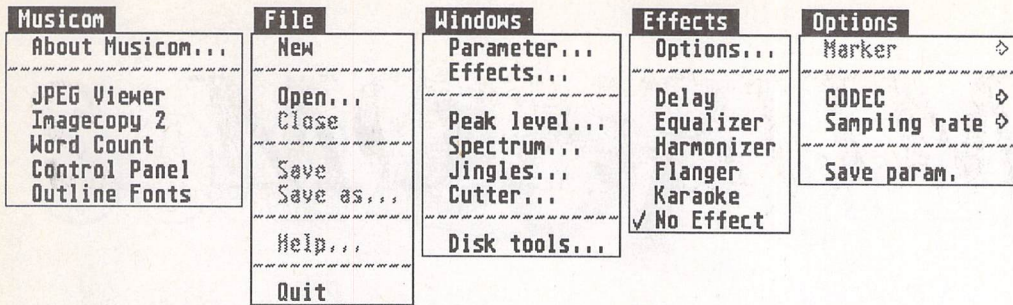 Musicom
About Musicom...
JPEG Viewer
Imagecopy 2
Word Count
Control Panel
Outline Fonts
File
New
Open...
Close
Save
Save as...
Help...
Quit
Windows
Parameter...
Effects...
Peak level...
Spectrum...
Jingles...
Cutter...
Disk tools...
Effects
Options...
Delay
Equalizer
Harmonizer
Flanger
Karaoke
✓ No Effect
Options
Marker ⇨
CODEC ⇨
Sampling rate ⇨
Save param.